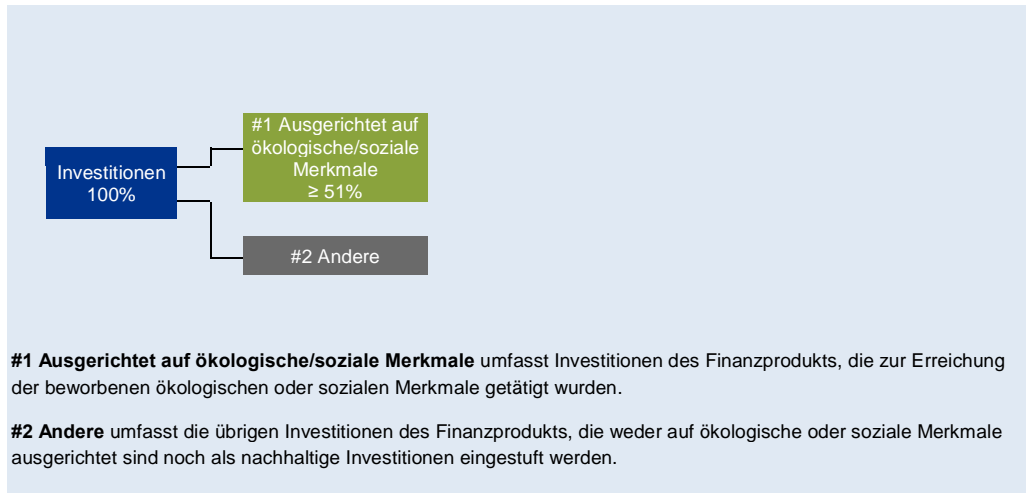 #1 Ausgerichtet auf
ökologische/soziale
Merkmale
≥ 51%
Investitionen
100%
#2 Andere
#1 Ausgerichtet auf ökologische/soziale Merkmale umfasst Investitionen des Finanzprodukts, die zur Erreichung
der beworbenen ökologischen oder sozialen Merkmale getätigt wurden.
#2 Andere umfasst die übrigen Investitionen des Finanzprodukts, die weder auf ökologische oder soziale Merkmale
ausgerichtet sind noch als nachhaltige Investitionen eingestuft werden.